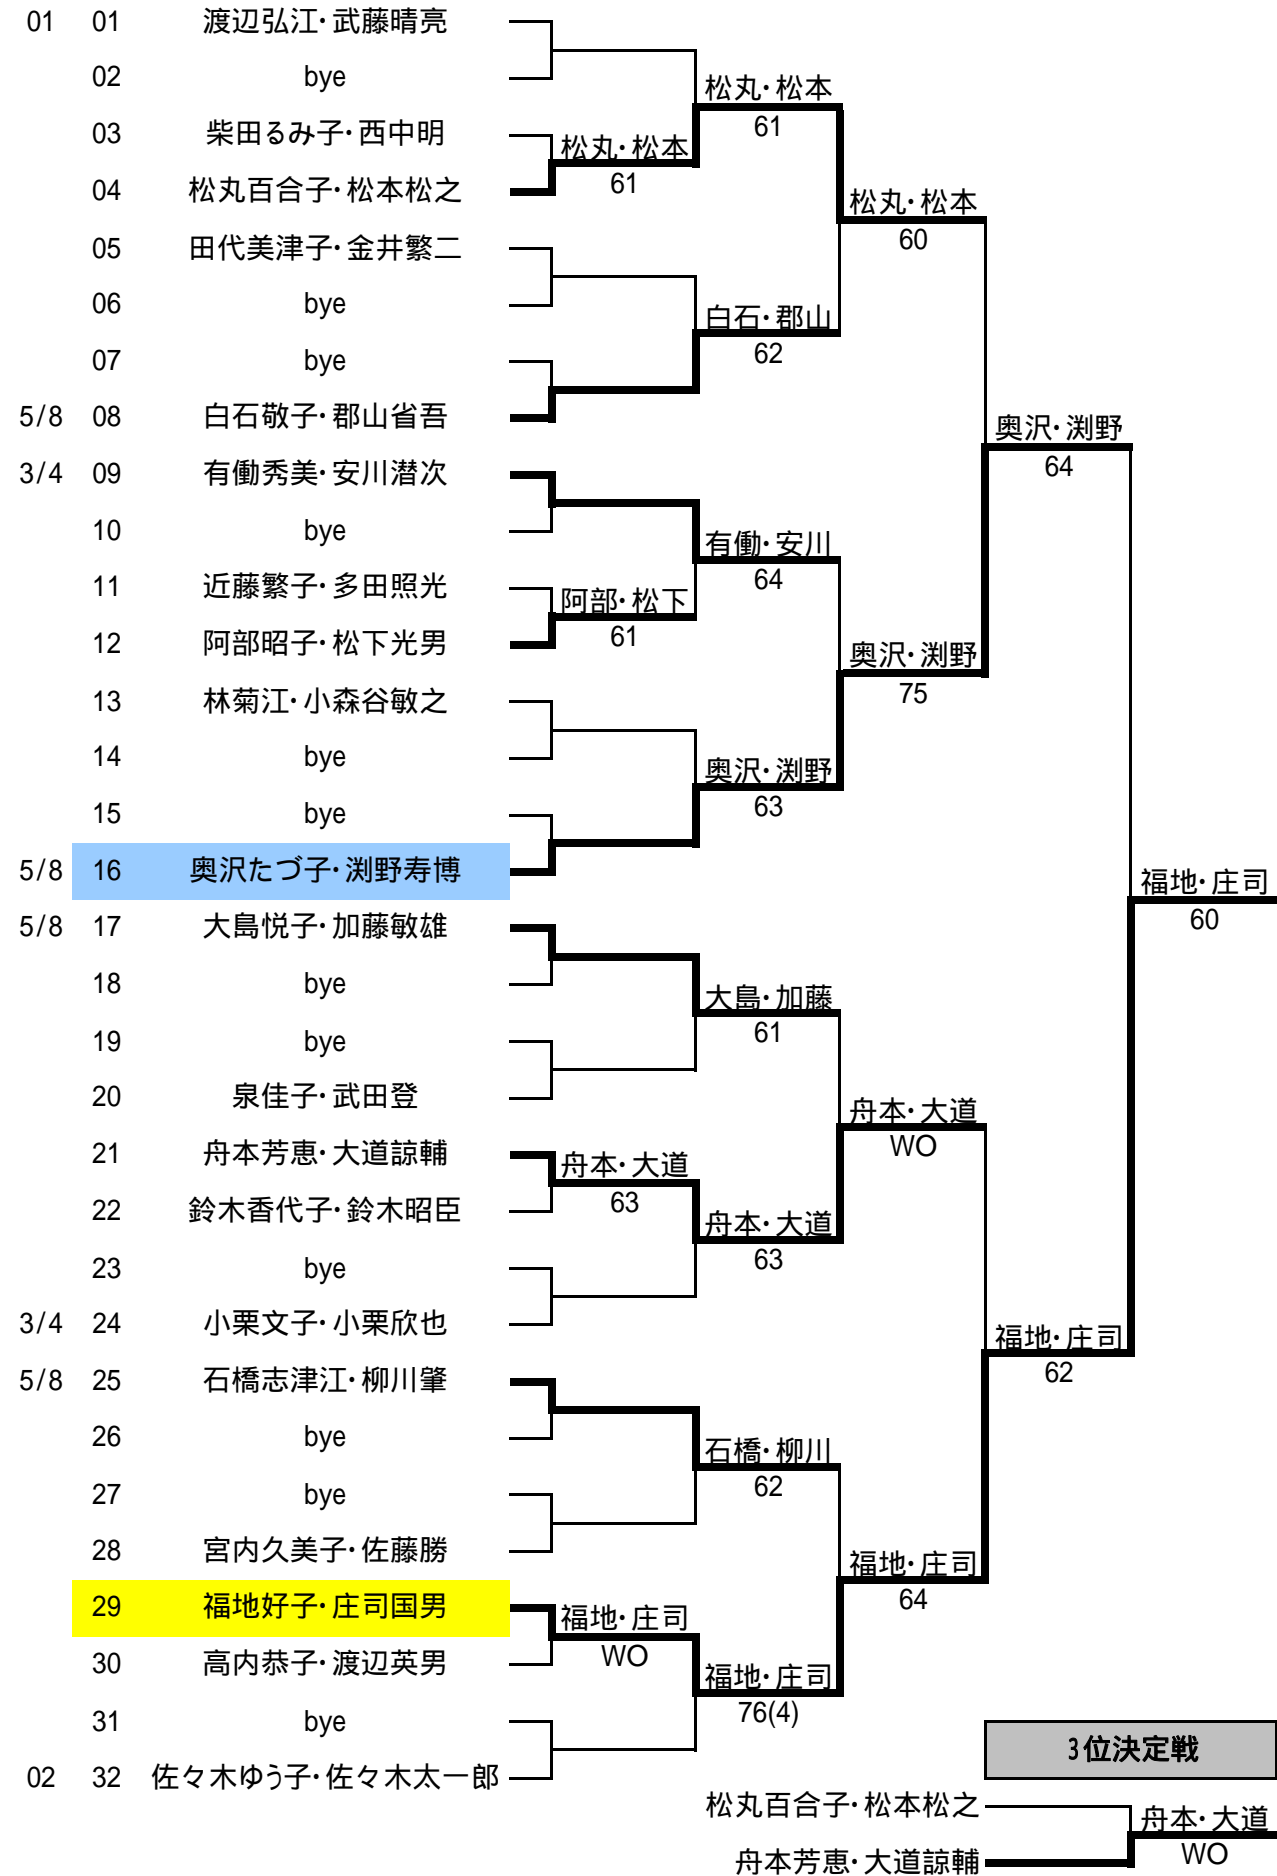 01 01 渡辺弘江・武藤晴亮
02 bye
松丸・松本
61
03 柴田るみ子・西中明
松丸・松本
61
04 松丸百合子・松本松之
松丸・松本
60
05 田代美津子・金井繁二
06 bye
白石・郡山
62
07 bye
5/8 08 白石敬子・郡山省吾
奥沢・渕野
64
3/4 09 有働秀美・安川潜次
10 bye
有働・安川
64
11 近藤繁子・多田照光
阿部・松下
61
12 阿部昭子・松下光男
奥沢・渕野
75
13 林菊江・小森谷敏之
14 bye
奥沢・渕野
63
15 bye
5/8 16 奥沢たづ子・渕野寿博
福地・庄司
60
5/8 17 大島悦子・加藤敏雄
18 bye
大島・加藤
61
19 bye
20 泉佳子・武田登
舟本・大道
WO
21 舟本芳恵・大道諒輔
舟本・大道
63
22 鈴木香代子・鈴木昭臣
舟本・大道
63
23 bye
3/4 24 小栗文子・小栗欣也
福地・庄司
62
5/8 25 石橋志津江・柳川肇
26 bye
石橋・柳川
62
27 bye
28 宮内久美子・佐藤勝
福地・庄司
64
29 福地好子・庄司国男
福地・庄司
WO
30 高内恭子・渡辺英男
福地・庄司
76(4)
31 bye
02 32 佐々木ゆう子・佐々木太一郎
3位決定戦
松丸百合子・松本松之
舟本・大道
WO
舟本芳恵・大道諒輔